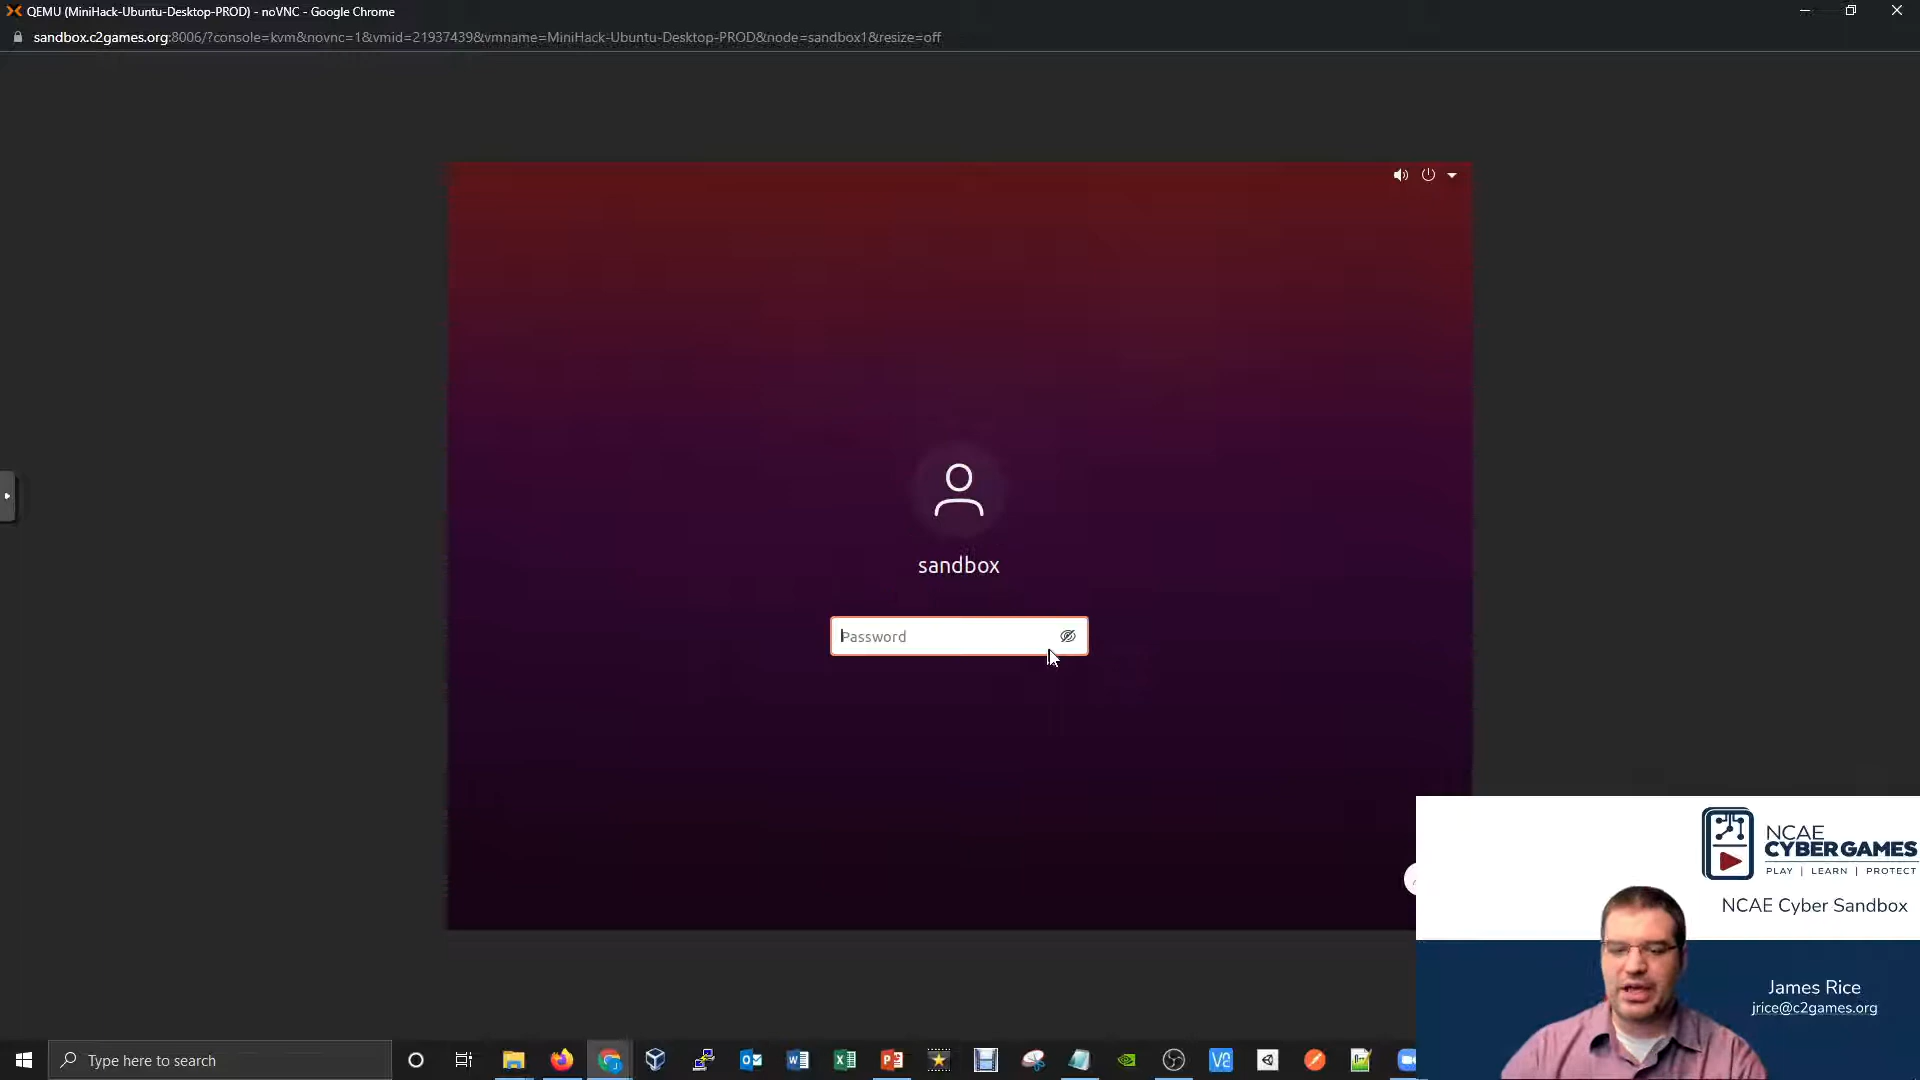 QEMU (MiniHack-Ubuntu-Desktop-PROD) - noVNC - Google Chrome
sandbox.c2games.org:8006/?console=kvm&novnc=1&vmid=21937439&vmname=MiniHack-Ubuntu-Desktop-PROD&node=sandbox1&resize=off
sandbox
Password
NCAE
CYBERGAMES
PLAY | LEARN | PROTECT
NCAE Cyber Sandbox
James Rice
jrice@c2games.org
Type here to search